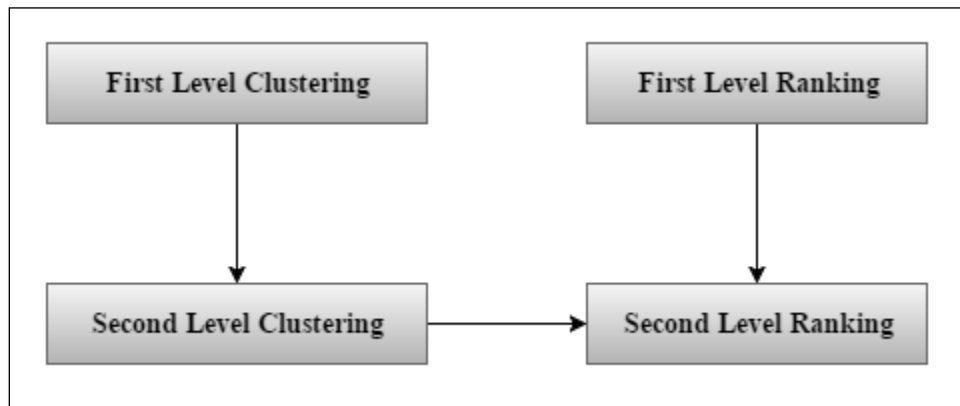 First Level Clustering
First Level Ranking
Second Level Clustering
Second Level Ranking